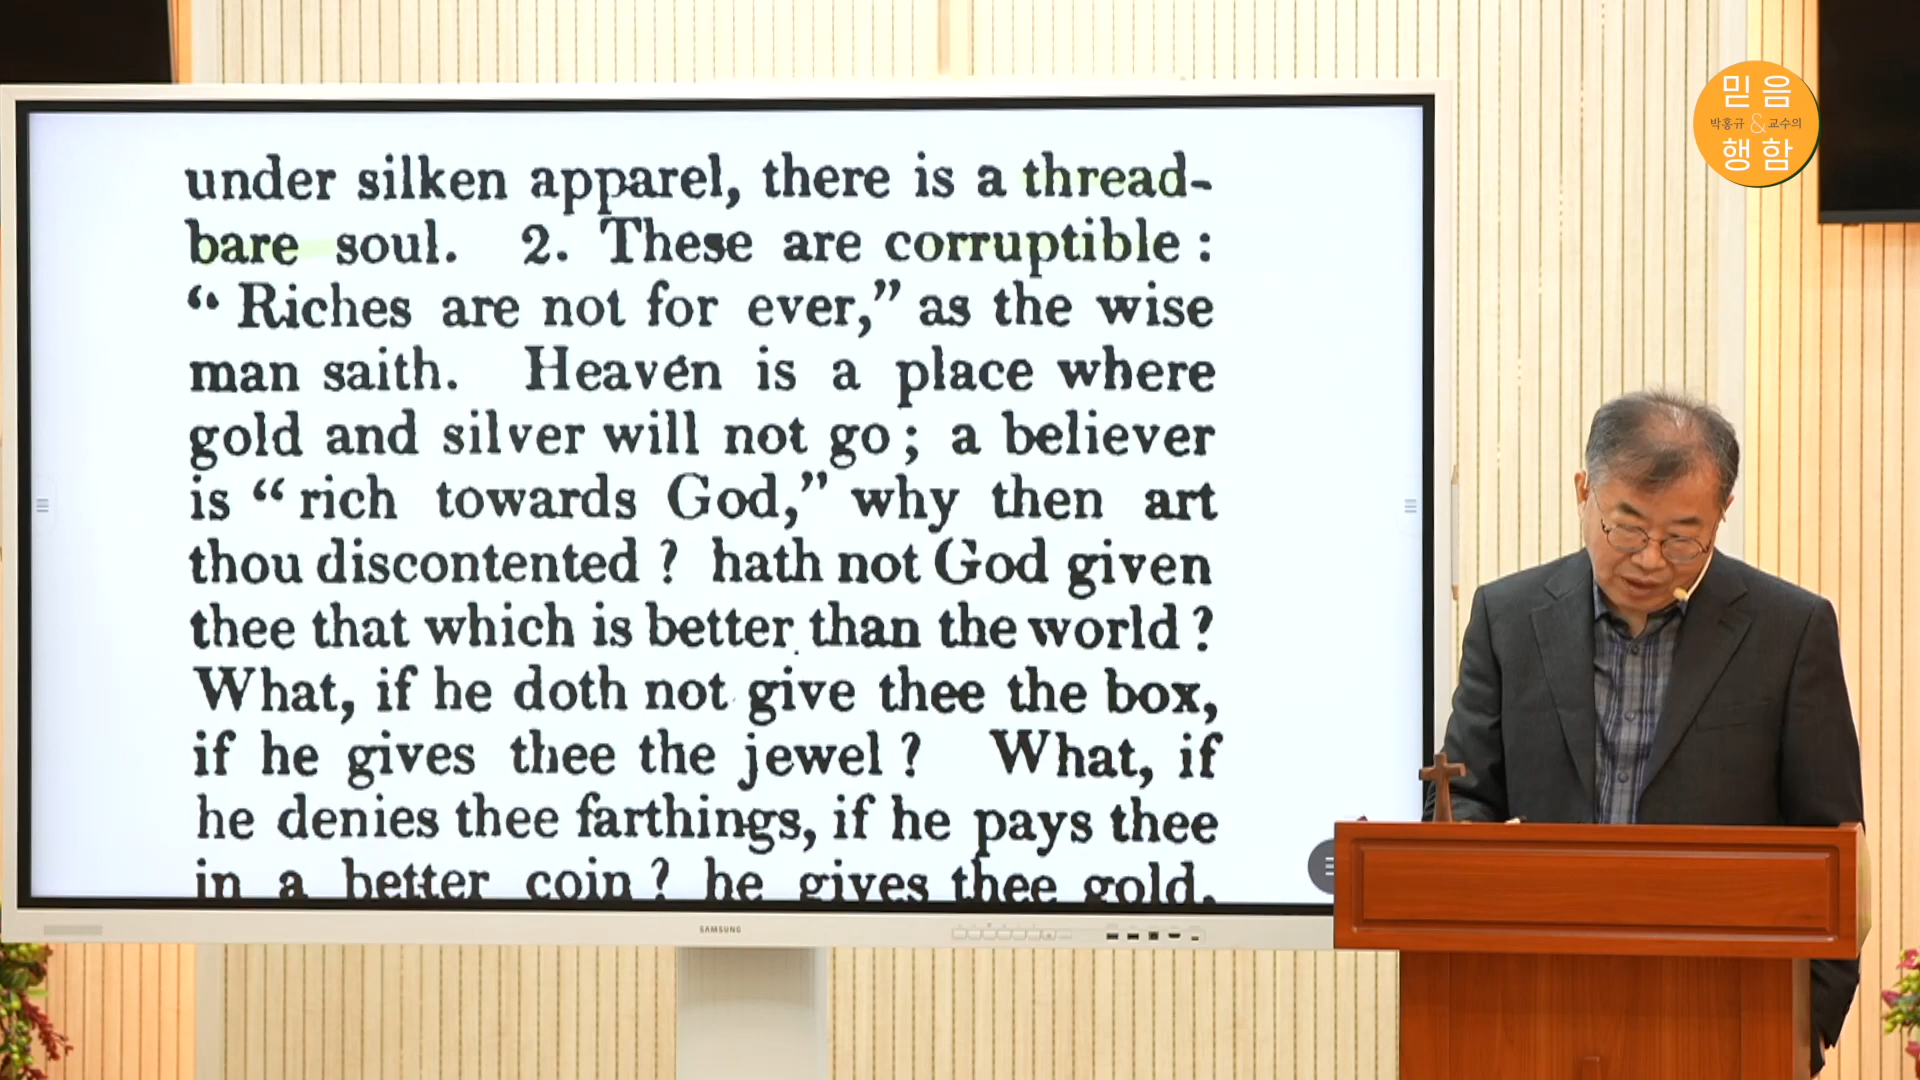 under silken apparel, there is a thread-
bare soul. 2. These are corruptible :
“ Riches are not for ever,” as the wise
man saith. Heaven is a place where
gold and silver will not go ; a believer
is “ rich towards God,” why then art
thou discontented ? hath not God given
thee that which is better than the world ?
What, if he doth not give thee the box,
if he gives thee the jewel ? What, if
he denies thee farthings, if he pays thee
in a better coin ? he gives thee gold,
SAMSUNG
믿음
박홍규 & 교수의
행함